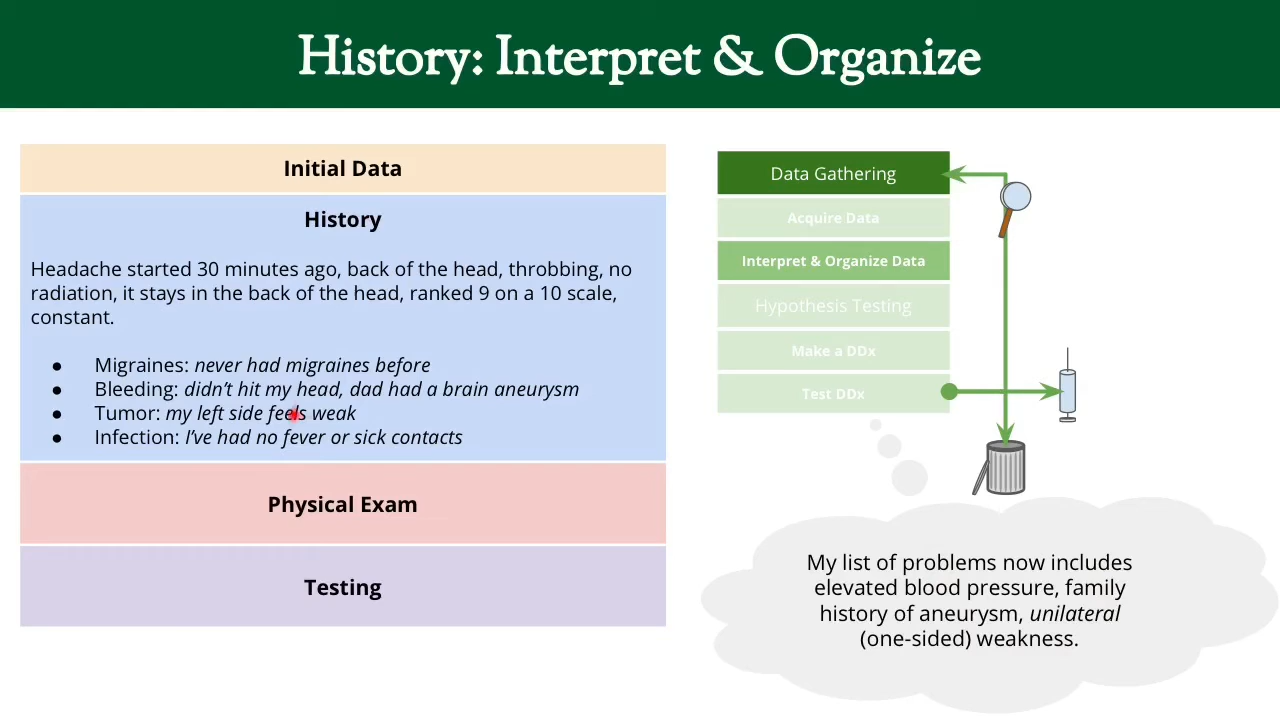 History: Interpret & Organize
Initial Data
History
Headache started 30 minutes ago, back of the head, throbbing, no
radiation, it stays in the back of the head, ranked 9 on a 10 scale,
constant.
● Migraines: never had migraines before
● Bleeding: didn’t hit my head, dad had a brain aneurysm
● Tumor: my left side feels weak
● Infection: I’ve had no fever or sick contacts
Physical Exam
Testing
Data Gathering
Acquire Data
Interpret & Organize Data
Hypothesis Testing
Make a DDx
Test DDx
My list of problems now includes
elevated blood pressure, family
history of aneurysm, unilateral
(one-sided) weakness.